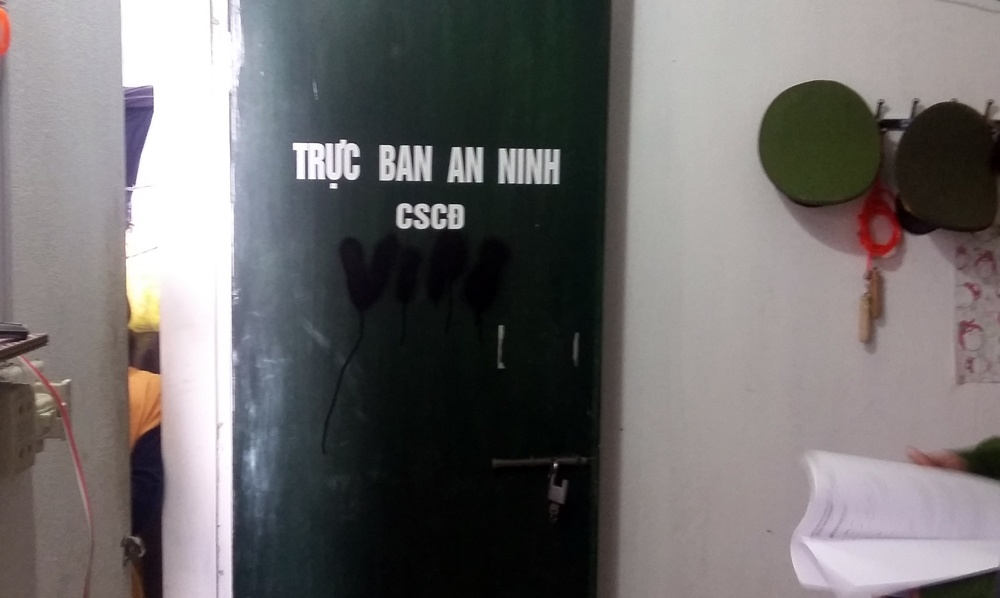 TRỰC BAN AN NINH
CSCĐ